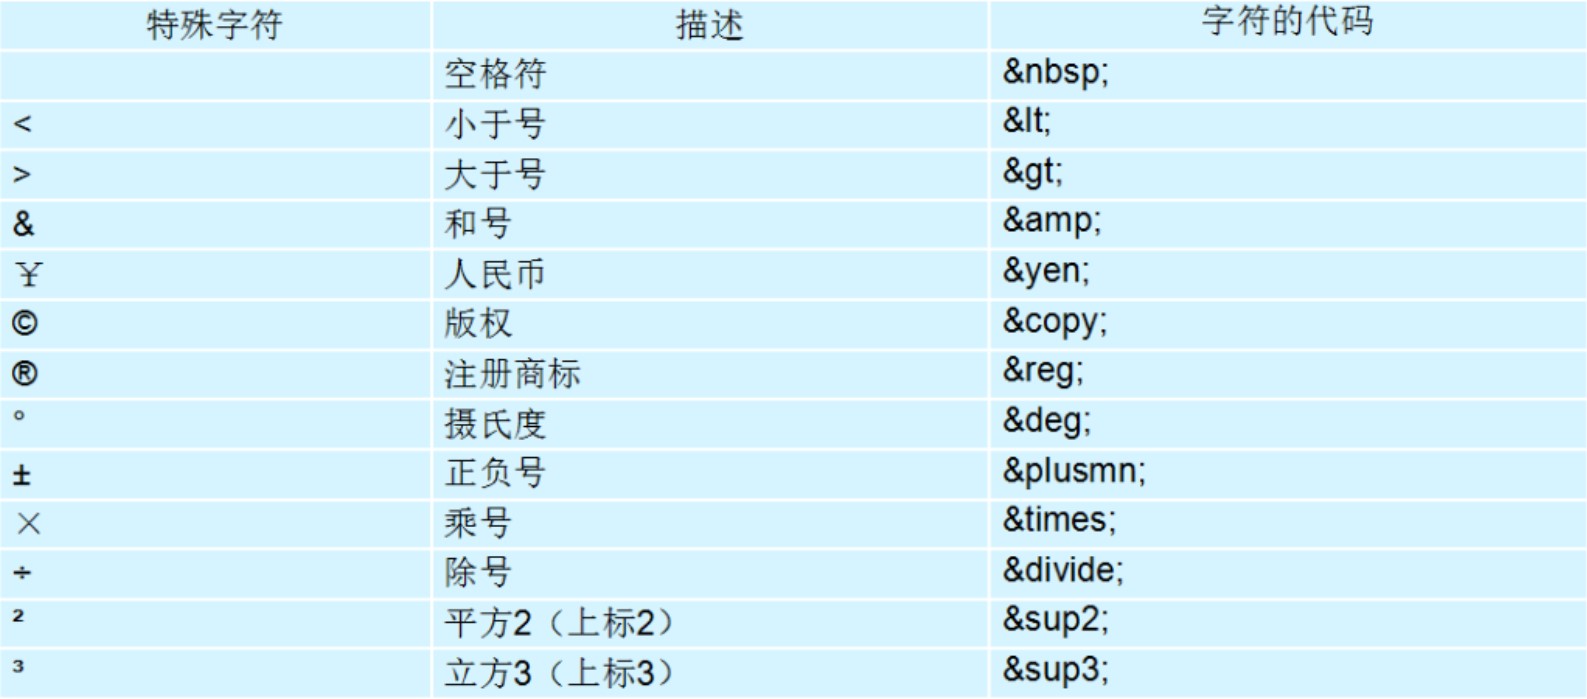 特殊字符 描述 字符的代码
空格符 &nbsp;
< 小于号 &lt;
> 大于号 &gt;
& 和号 &amp;
￥ 人民币 &yen;
© 版权 &copy;
® 注册商标 &reg;
° 摄氏度 &deg;
± 正负号 &plusmn;
× 乘号 &times;
÷ 除号 &divide;
² 平方2（上标2） &sup2;
³ 立方3（上标3） &sup3;